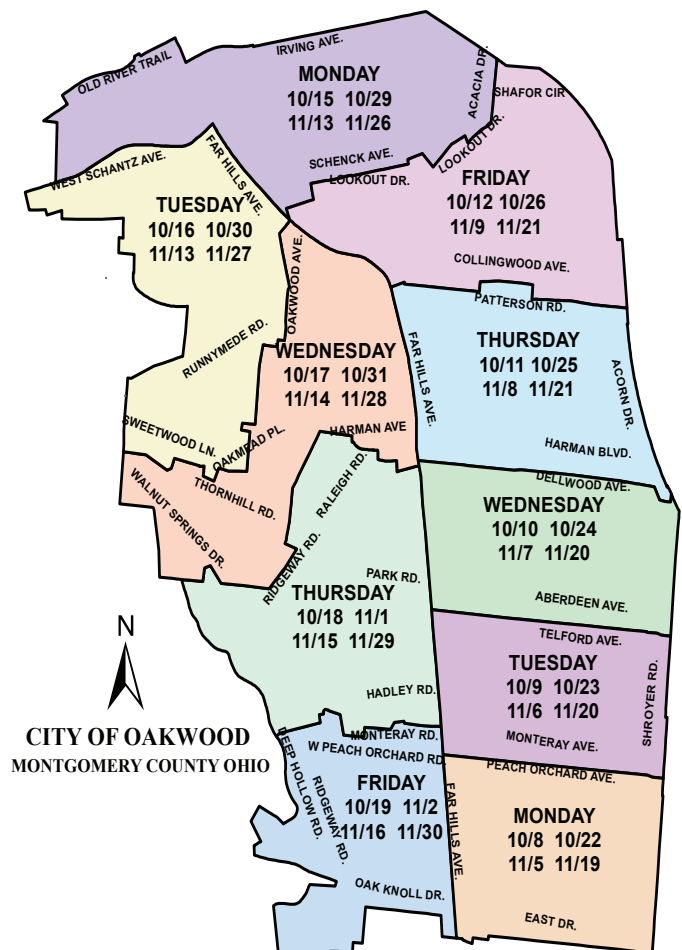 IRVING AVE.
OLD RIVER TRAIL
MONDAY
10/15 10/29
11/13 11/26
ACACIA DR.
SHAFOR CIR
SCHENCK AVE.
LOOKOUT DR.
LOOKOUT DR.
WEST SCHANTZ AVE.
FAR HILLS AVE.
FRIDAY
10/12 10/26
11/9 11/21
COLLINGWOOD AVE.
TUESDAY
10/16 10/30
11/13 11/27
OAKWOOD AVE.
RUNNYMEDE RD.
PATTERSON RD.
THURSDAY
10/11 10/25
11/8 11/21
FAR HILLS AVE.
ACORN DR.
HARMAN BLVD.
WEDNESDAY
10/17 10/31
11/14 11/28
HARMAN AVE
SWEETWOOD LN.
OAKMEAD PL.
THORNHILL RD.
WALNUT SPRINGS DR.
RALEIGH RD.
RIDGEWAY RD.
DELLWOOD AVE.
WEDNESDAY
10/10 10/24
11/7 11/20
ABERDEEN AVE.
PARK RD.
THURSDAY
10/18 11/1
11/15 11/29
HADLEY RD.
TELFORD AVE.
TUESDAY
10/9 10/23
11/6 11/20
SHROYER RD.
MONTERAY AVE.
N
CITY OF OAKWOOD
MONTGOMERY COUNTY OHIO
MONTERAY RD.
W PEACH ORCHARD RD.
DEEP HOLLOW RD.
RIDGEWAY RD.
FRIDAY
10/19 11/2
11/16 11/30
OAK KNOLL DR.
FAR HILLS AVE.
PEACH ORCHARD AVE.
MONDAY
10/8 10/22
11/5 11/19
EAST DR.